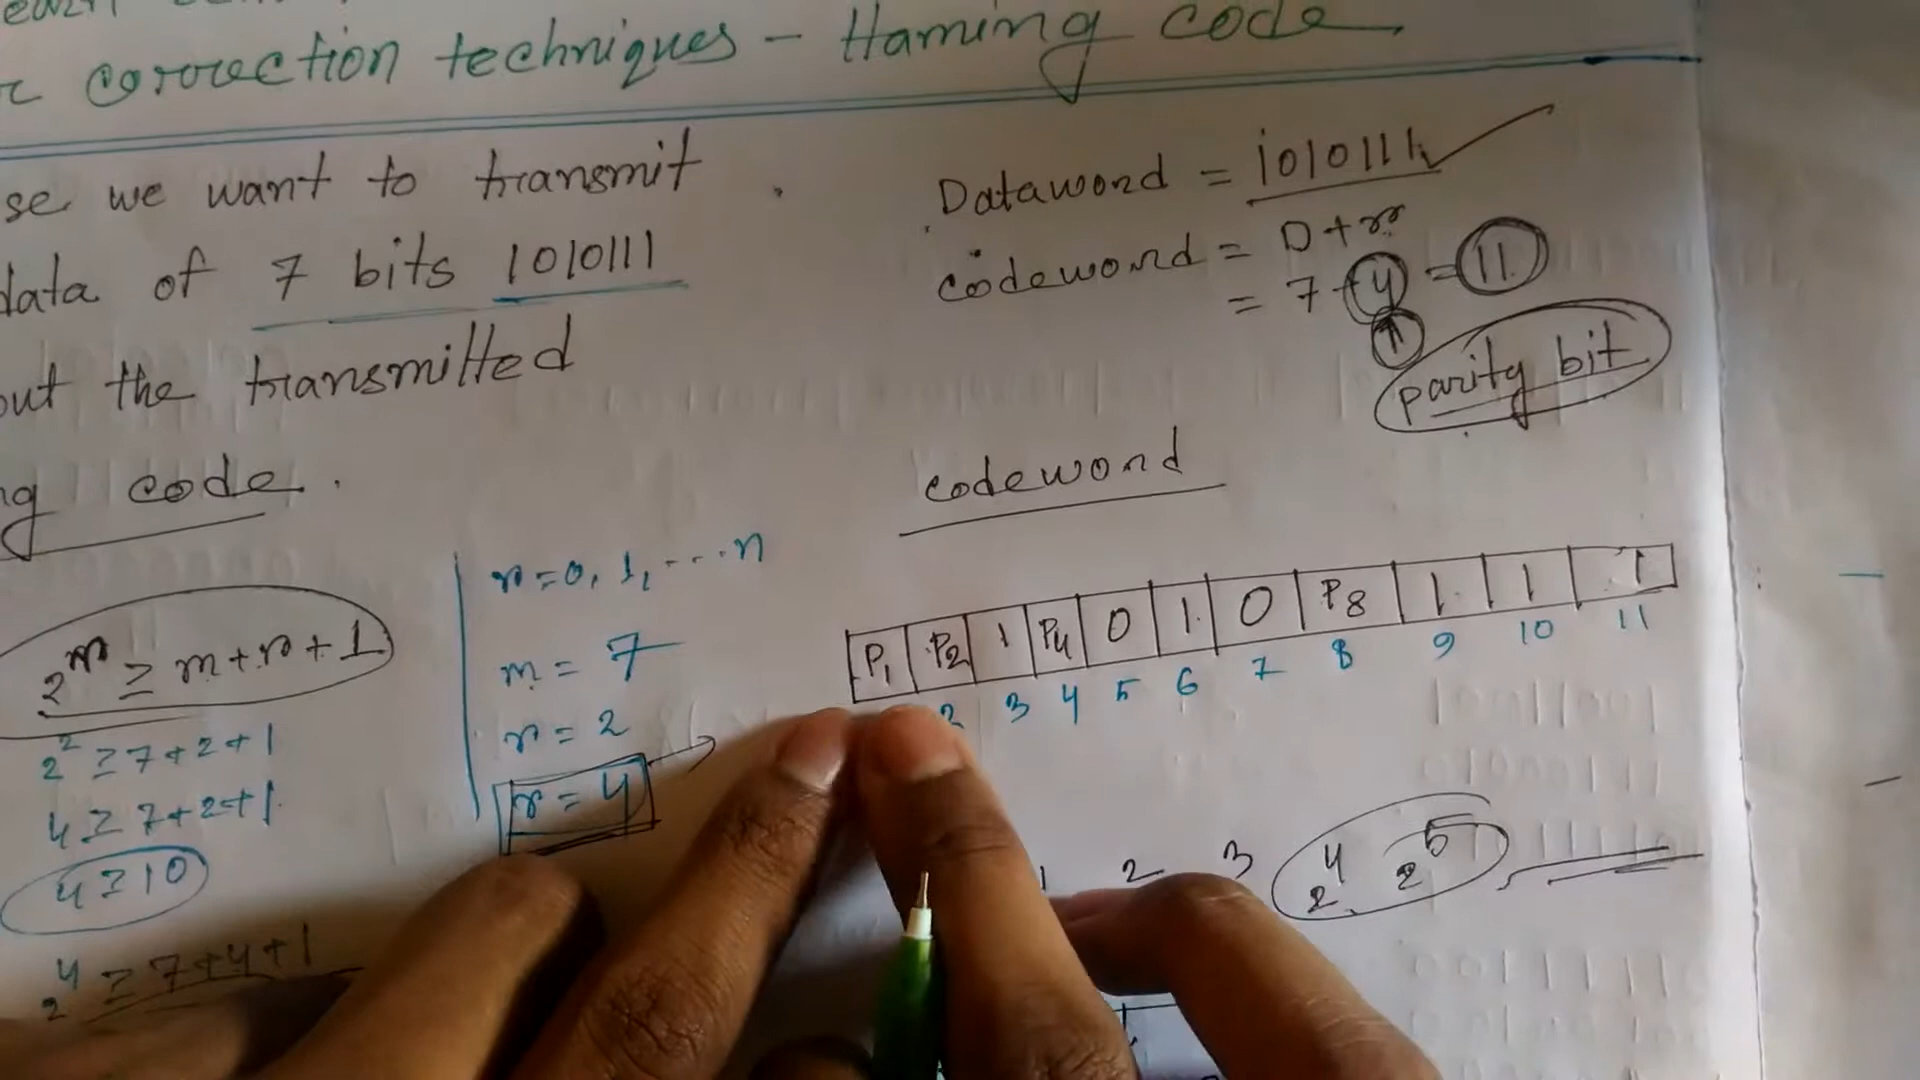 correction techniques - Haming code
se we want to transmit
data of 7 bits 1010111
out the transmitted
ng code.
Dataword = 1010111
codeword = D+r
= 7+4 = 11
parity bit
codeword
P1 P2 1 P4 0 1 0 P8 1 1 1
2 3 4 5 6 7 8 9 10 11
r=0, 1, ... n
m = 7
r = 2
r = 4
2^r ≥ m+r+1
2^2 ≥ 7+2+1
4 ≥ 7+2+1
4 ≥ 10
2^4 ≥ 7+4+1
1 2 3 2^4 2^5